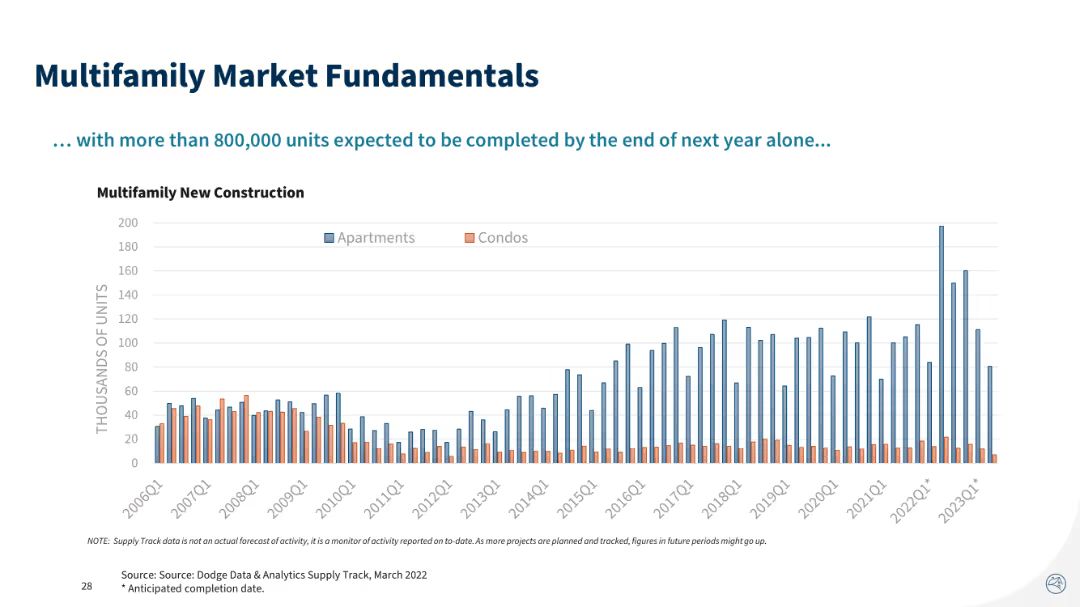 Multifamily Market Fundamentals
… with more than 800,000 units expected to be completed by the end of next year alone...
Multifamily New Construction
THOUSANDS OF UNITS
200
180
160
140
120
100
80
60
40
20
0
Apartments
Condos
2006Q1
2007Q1
2008Q1
2009Q1
2010Q1
2011Q1
2012Q1
2013Q1
2014Q1
2015Q1
2016Q1
2017Q1
2018Q1
2019Q1
2020Q1
2021Q1
2022Q1*
2023Q1*
NOTE: Supply Track data is not an actual forecast of activity, it is a monitor of activity reported on to-date. As more projects are planned and tracked, figures in future periods might go up.
Source: Source: Dodge Data & Analytics Supply Track, March 2022
* Anticipated completion date.
28